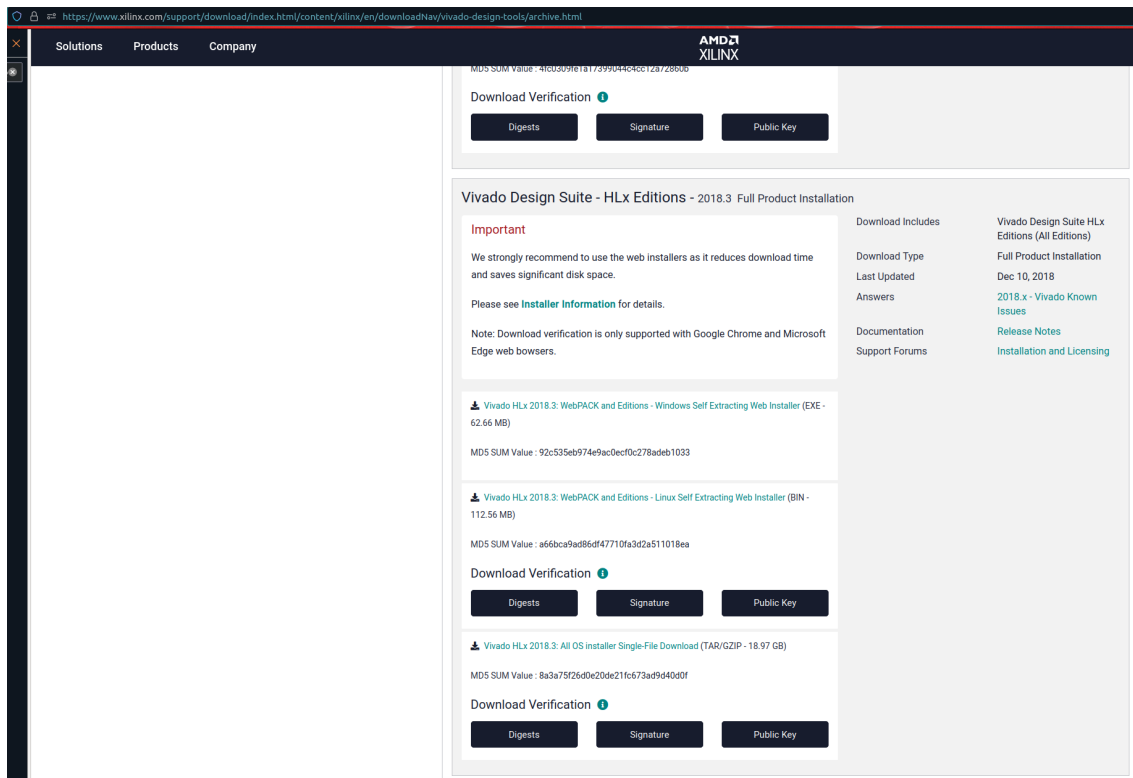 https://www.xilinx.com/support/download/index.html/content/xilinx/en/downloadNav/vivado-design-tools/archive.html
Solutions Products Company
AMD
XILINX
MD5 SUM Value : 4fc0309fe1a17399044c4cc12a72860b
Download Verification
Digests Signature Public Key
Vivado Design Suite - HLx Editions - 2018.3 Full Product Installation
Important
We strongly recommend to use the web installers as it reduces download time
and saves significant disk space.
Please see Installer Information for details.
Note: Download verification is only supported with Google Chrome and Microsoft
Edge web bowsers.
Download Includes Vivado Design Suite HLx
Editions (All Editions)
Download Type Full Product Installation
Last Updated Dec 10, 2018
Answers 2018.x - Vivado Known
Issues
Documentation Release Notes
Support Forums Installation and Licensing
Vivado HLx 2018.3: WebPACK and Editions - Windows Self Extracting Web Installer (EXE -
62.66 MB)
MD5 SUM Value : 92c535eb974e9ac0ecf0c278adeb1033
Vivado HLx 2018.3: WebPACK and Editions - Linux Self Extracting Web Installer (BIN -
112.56 MB)
MD5 SUM Value : a66bca9ad86df47710fa3d2a511018ea
Download Verification
Digests Signature Public Key
Vivado HLx 2018.3: All OS installer Single-File Download (TAR/GZIP - 18.97 GB)
MD5 SUM Value : 8a3a75f26d0e20de21fc673ad9d40d0f
Download Verification
Digests Signature Public Key